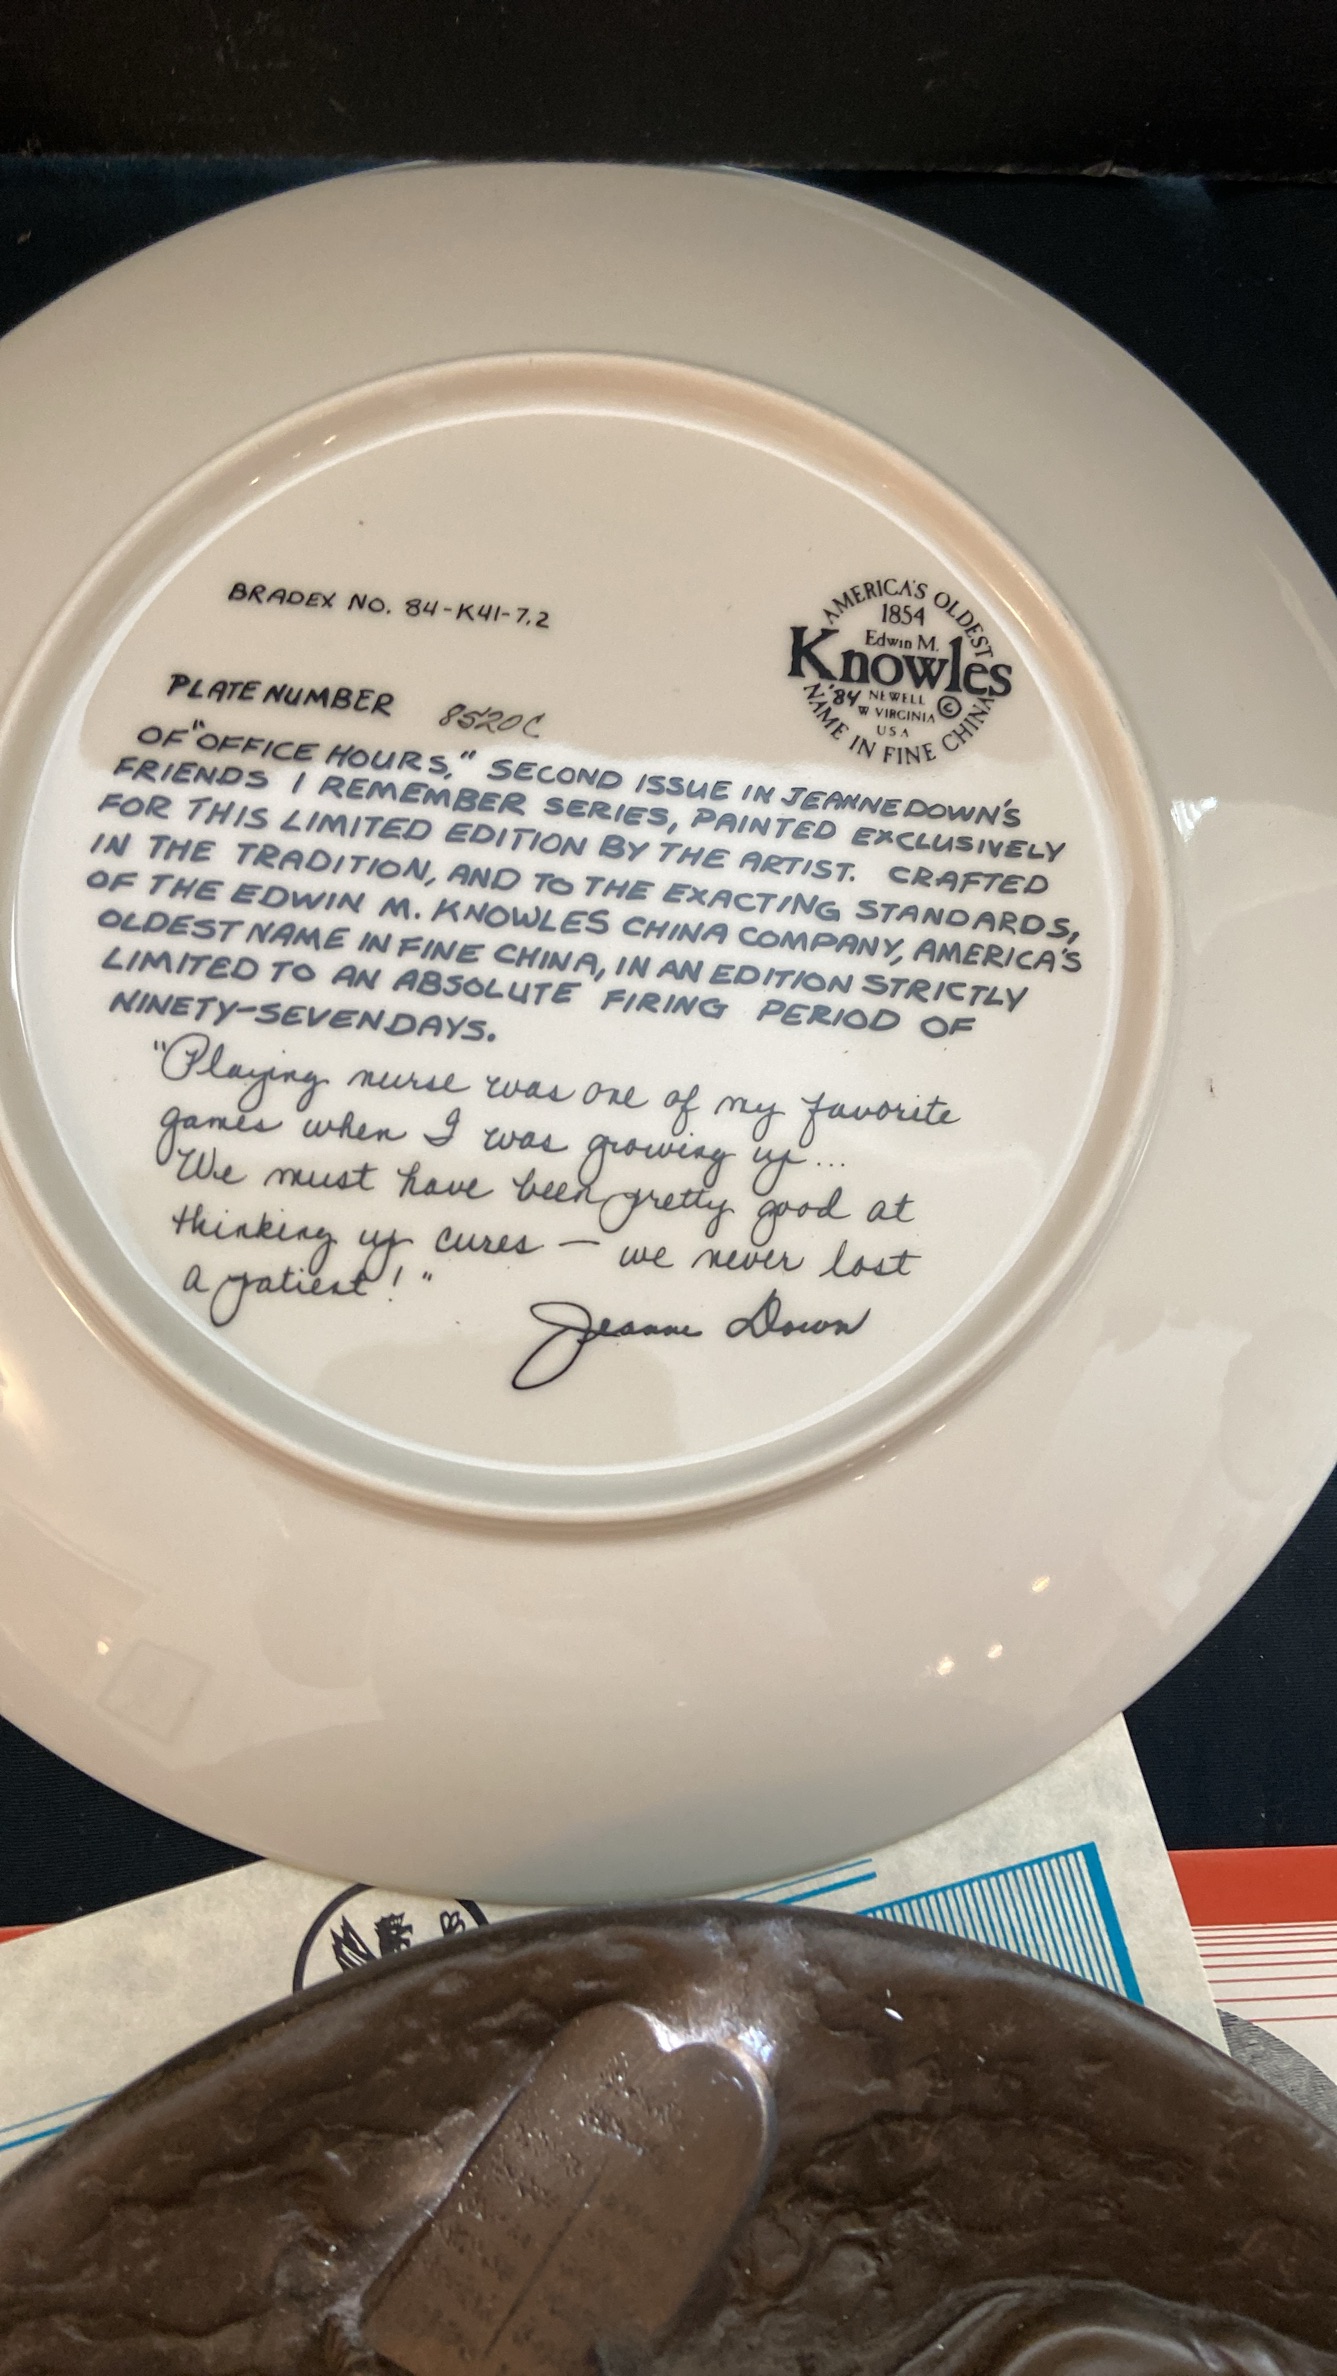 BRADEX NO. 84-K41-7.2
AMERICA'S OLDEST
1854
Edwin M.
Knowles
'84 NEWELL ©
W VIRGINIA
USA
NAME IN FINE CHINA
PLATE NUMBER 8520C
OF "OFFICE HOURS," SECOND ISSUE IN JEANNE DOWN'S
FRIENDS I REMEMBER SERIES, PAINTED EXCLUSIVELY
FOR THIS LIMITED EDITION BY THE ARTIST. CRAFTED
IN THE TRADITION, AND TO THE EXACTING STANDARDS,
OF THE EDWIN M. KNOWLES CHINA COMPANY, AMERICA'S
OLDEST NAME IN FINE CHINA, IN AN EDITION STRICTLY
LIMITED TO AN ABSOLUTE FIRING PERIOD OF
NINETY-SEVEN DAYS.
"Playing nurse was one of my favorite
games when I was growing up...
We must have been pretty good at
thinking up cures — we never lost
a patient!"
Jeanne Down